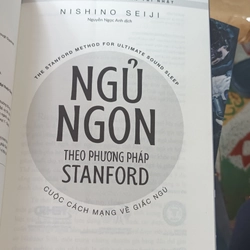 NISHINO SEIJI
Nguyễn Ngọc Anh dịch
THE STANFORD METHOD FOR ULTIMATE SOUND SLEEP
NGỦ
NGON
THEO PHƯƠNG PHÁP
STANFORD
CUỘC CÁCH MẠNG VỀ GIẤC NGỦ